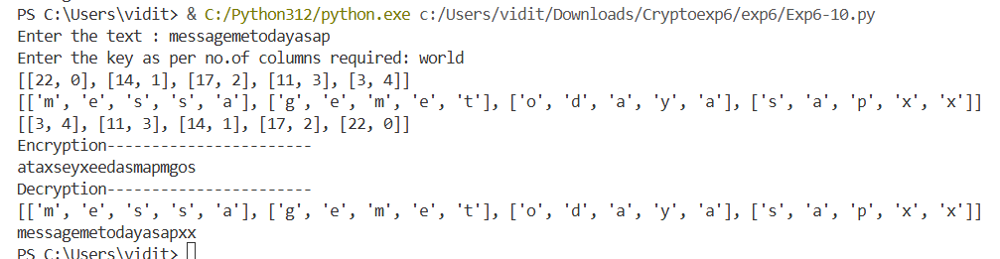 PS C:\Users\vidit> & C:/Python312/python.exe c:/Users/vidit/Downloads/Cryptoexp6/exp6/Exp6-10.py
Enter the text : messagemetodayasap
Enter the key as per no.of columns required: world
[[22, 0], [14, 1], [17, 2], [11, 3], [3, 4]]
[['m', 'e', 's', 's', 'a'], ['g', 'e', 'm', 'e', 't'], ['o', 'd', 'a', 'y', 'a'], ['s', 'a', 'p', 'x', 'x']]
[[3, 4], [11, 3], [14, 1], [17, 2], [22, 0]]
Encryption-----------------------
ataxseyxeedasmapmgos
Decryption-----------------------
[['m', 'e', 's', 's', 'a'], ['g', 'e', 'm', 'e', 't'], ['o', 'd', 'a', 'y', 'a'], ['s', 'a', 'p', 'x', 'x']]
messagemetodayasapxx
PS C:\Users\vidit>